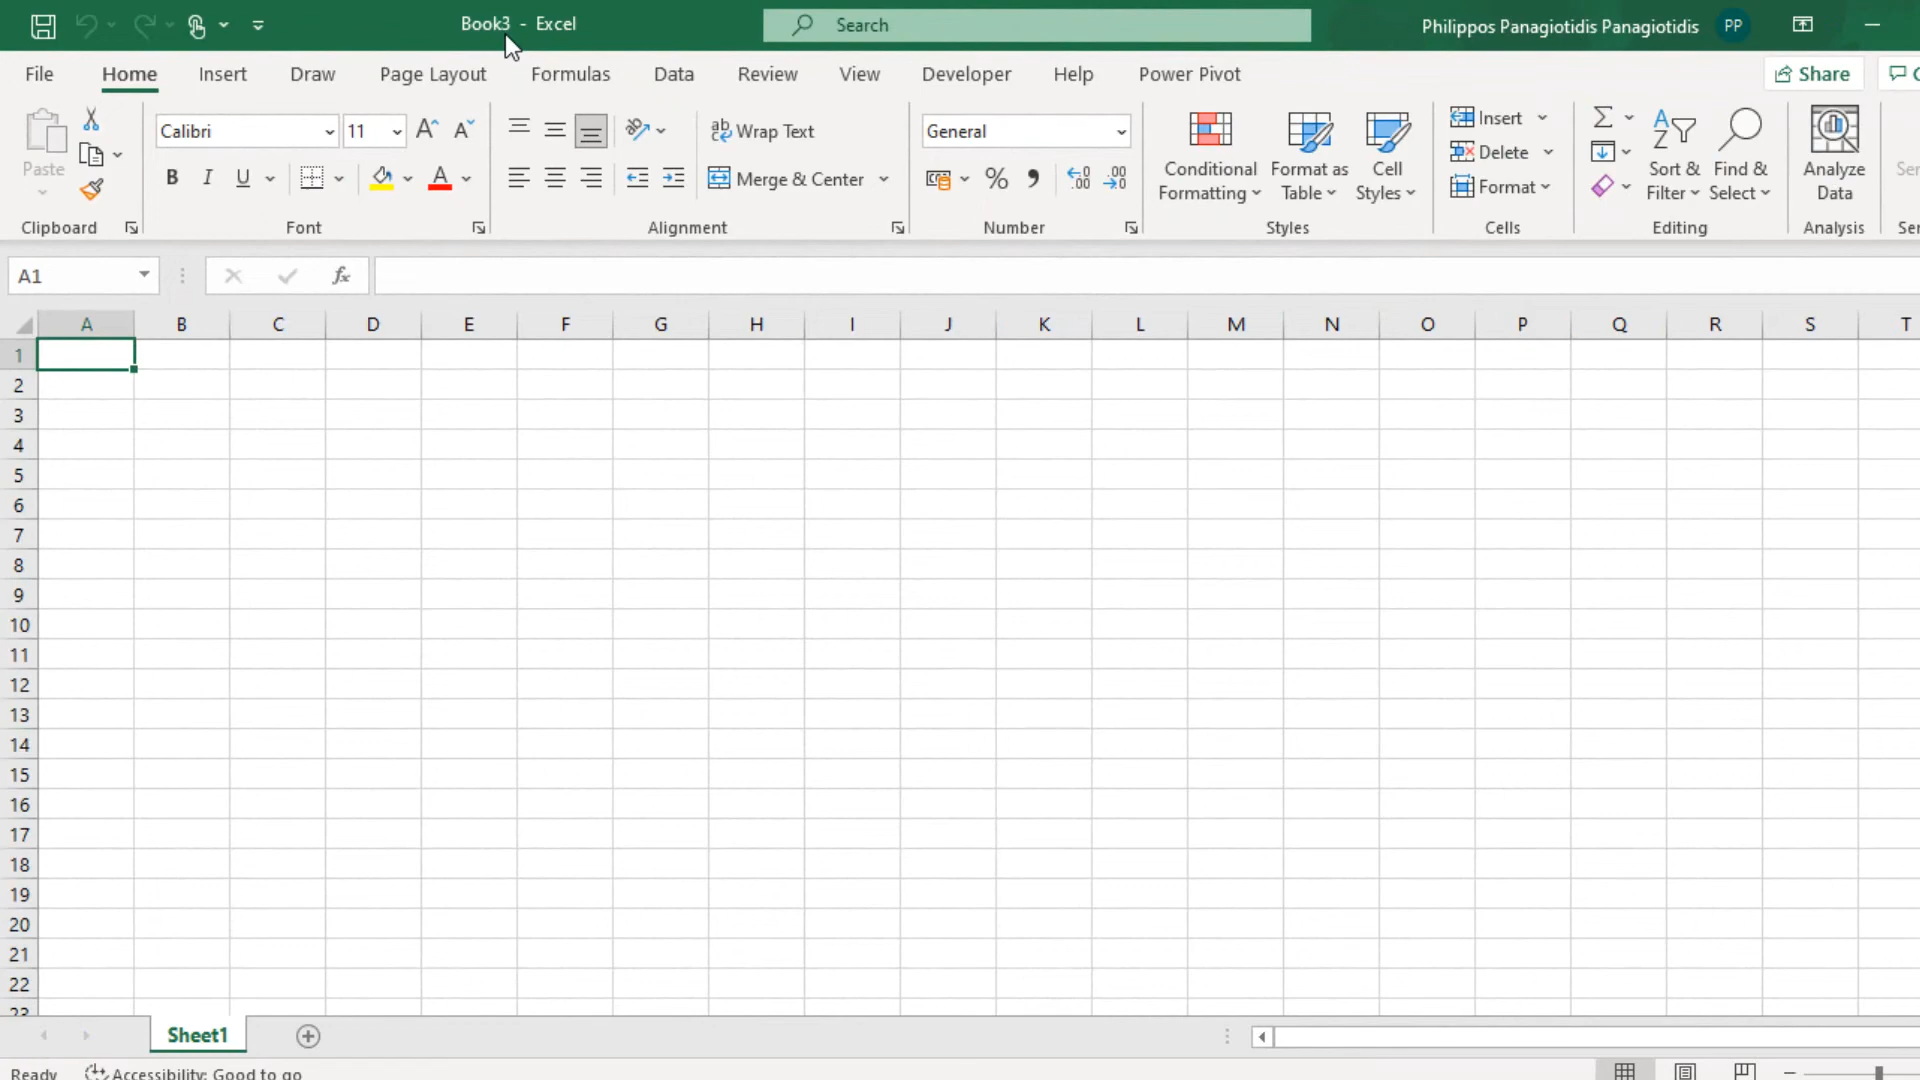 Book3 - Excel
Search
Philippos Panagiotidis Panagiotidis PP
File Home Insert Draw Page Layout Formulas Data Review View Developer Help Power Pivot Share
Paste
Calibri 11
B I U A
ab Wrap Text
Merge & Center
General
% 9
Conditional Formatting
Format as Table
Cell Styles
Insert
Delete
Format
Sort & Filter
Find & Select
Analyze Data
Clipboard Font Alignment Number Styles Cells Editing Analysis
A1 fx
A B C D E F G H I J K L M N O P Q R S T
1
2
3
4
5
6
7
8
9
10
11
12
13
14
15
16
17
18
19
20
21
22
23
Sheet1
Ready Accessibility: Good to go